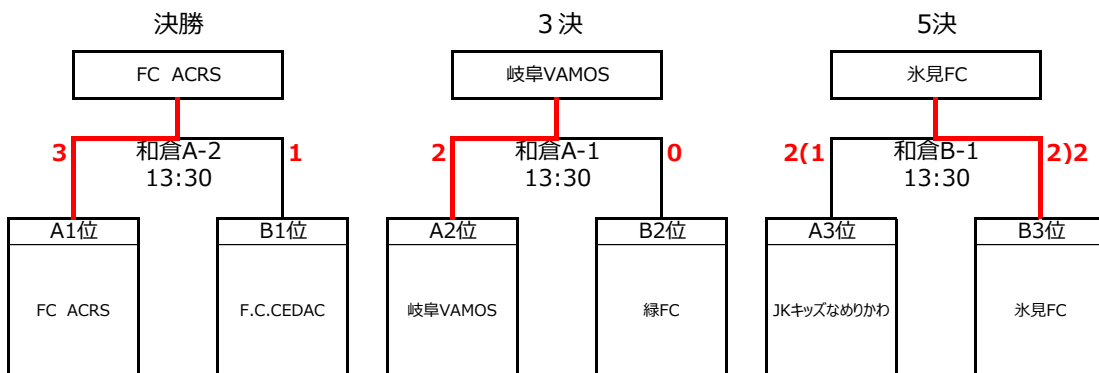 決勝
FC ACRS
3
和倉A-2
13:30
1
A1位
FC ACRS
B1位
F.C.CEDAC
3決
岐阜VAMOS
2
和倉A-1
13:30
0
A2位
岐阜VAMOS
B2位
緑FC
5決
氷見FC
2(1
和倉B-1
13:30
2)2
A3位
JKキッズなめりかわ
B3位
氷見FC